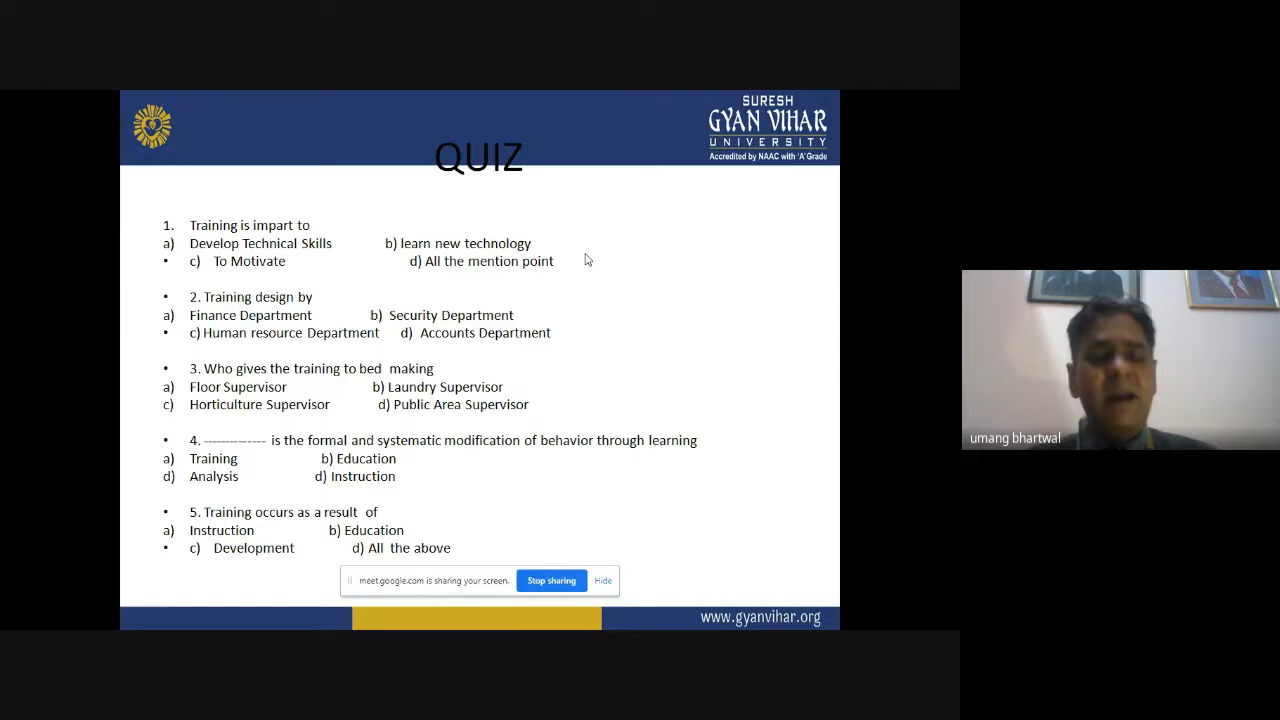 SURESH
GYAN VIHAR
UNIVERSITY
Accredited by NAAC with 'A' Grade
QUIZ
1. Training is impart to
a) Develop Technical Skills b) learn new technology
• c) To Motivate d) All the mention point
• 2. Training design by
a) Finance Department b) Security Department
• c) Human resource Department d) Accounts Department
• 3. Who gives the training to bed making
a) Floor Supervisor b) Laundry Supervisor
c) Horticulture Supervisor d) Public Area Supervisor
• 4. -------------- is the formal and systematic modification of behavior through learning
a) Training b) Education
d) Analysis d) Instruction
• 5. Training occurs as a result of
a) Instruction b) Education
• c) Development d) All the above
meet.google.com is sharing your screen. Stop sharing Hide
www.gyanvihar.org
umang bhartwal